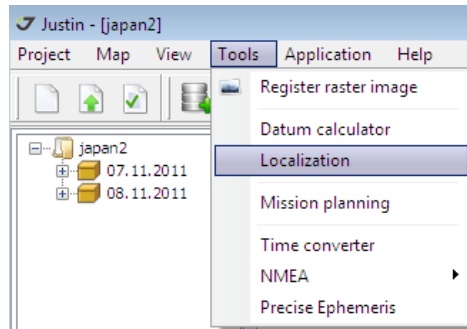 Justin - [japan2]
Project Map View Tools Application Help
Register raster image
Datum calculator
Localization
Mission planning
Time converter
NMEA
Precise Ephemeris
japan2
07.11.2011
08.11.2011